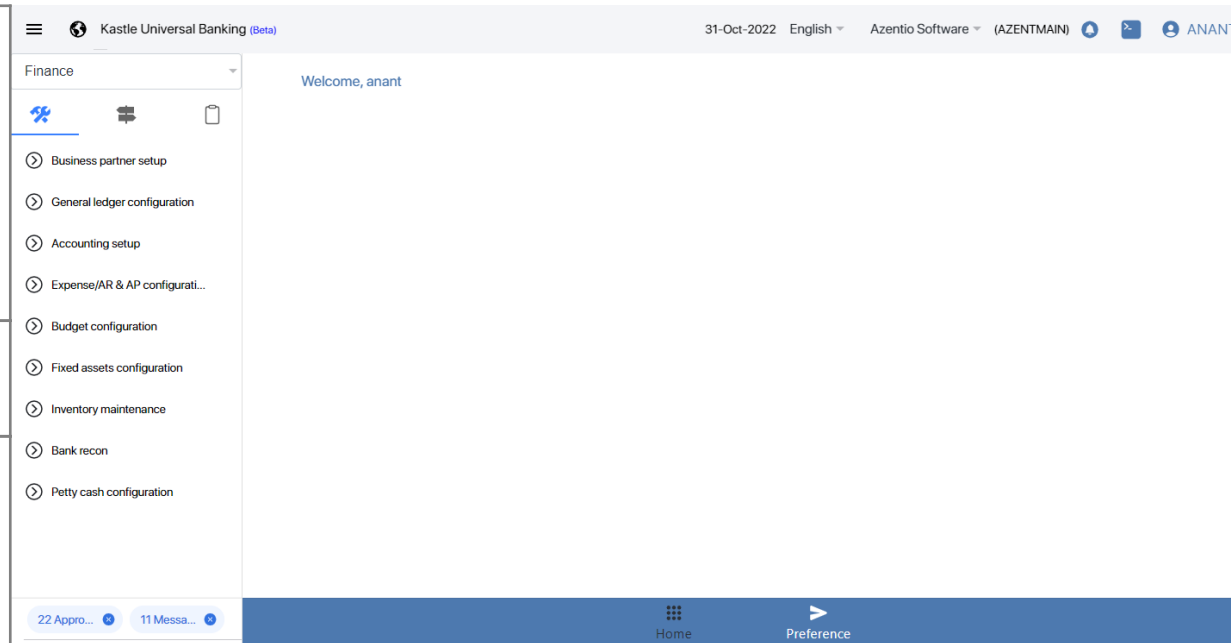 Kastle Universal Banking (Beta) 31-Oct-2022 English Azentio Software (AZENTMAIN) ANANT
Finance
Welcome, anant
Business partner setup
General ledger configuration
Accounting setup
Expense/AR & AP configurati...
Budget configuration
Fixed assets configuration
Inventory maintenance
Bank recon
Petty cash configuration
22 Appro... 11 Messa...
Home Preference